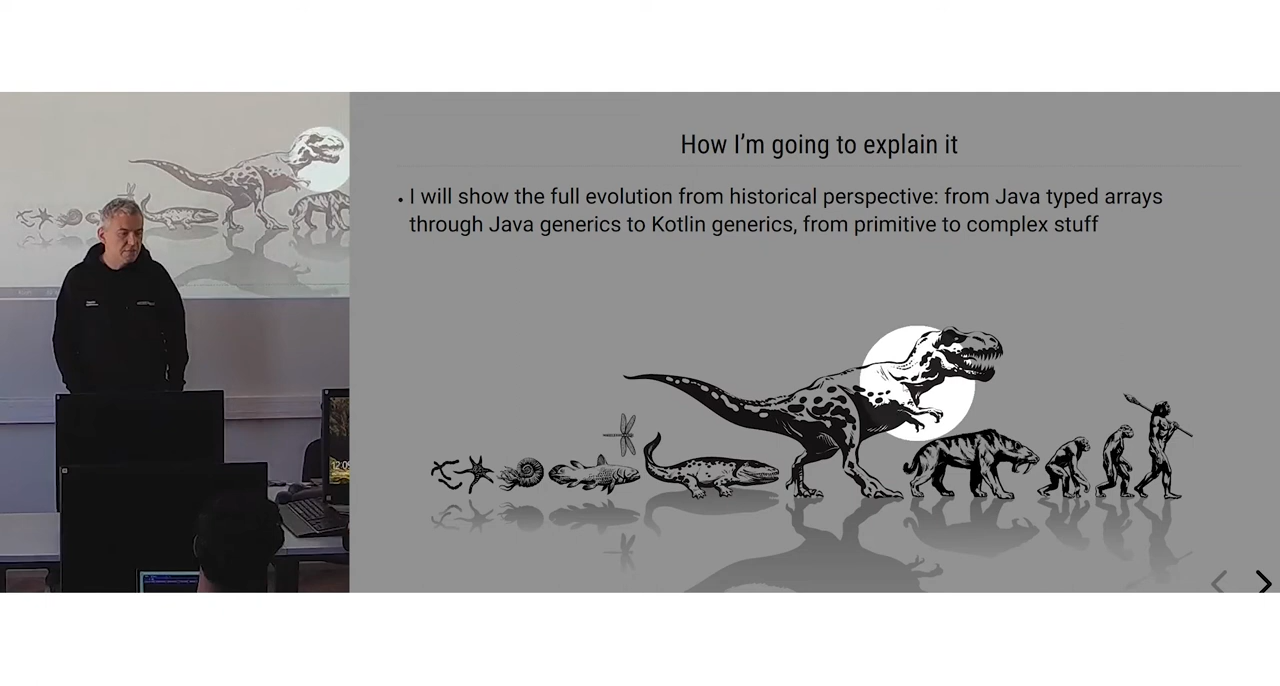 How I'm going to explain it
• I will show the full evolution from historical perspective: from Java typed arrays
through Java generics to Kotlin generics, from primitive to complex stuff